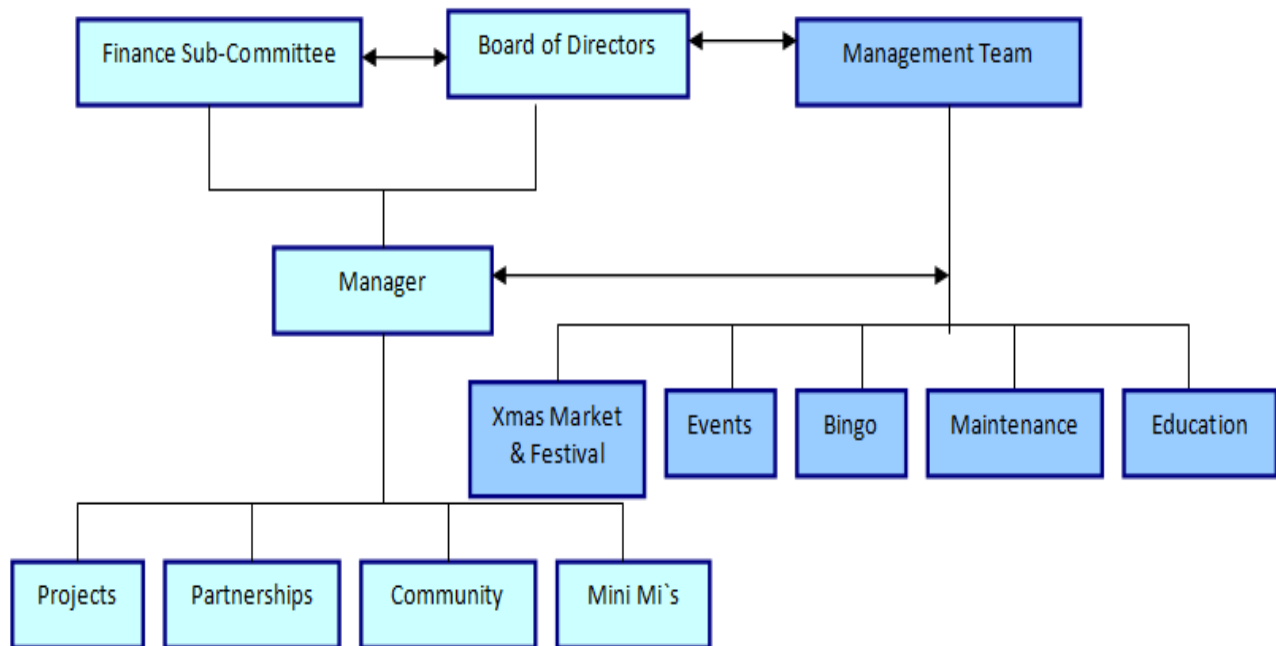 Finance Sub-Committee
Board of Directors
Management Team
Manager
Xmas Market
& Festival
Events
Bingo
Maintenance
Education
Projects
Partnerships
Community
Mini Mi`s